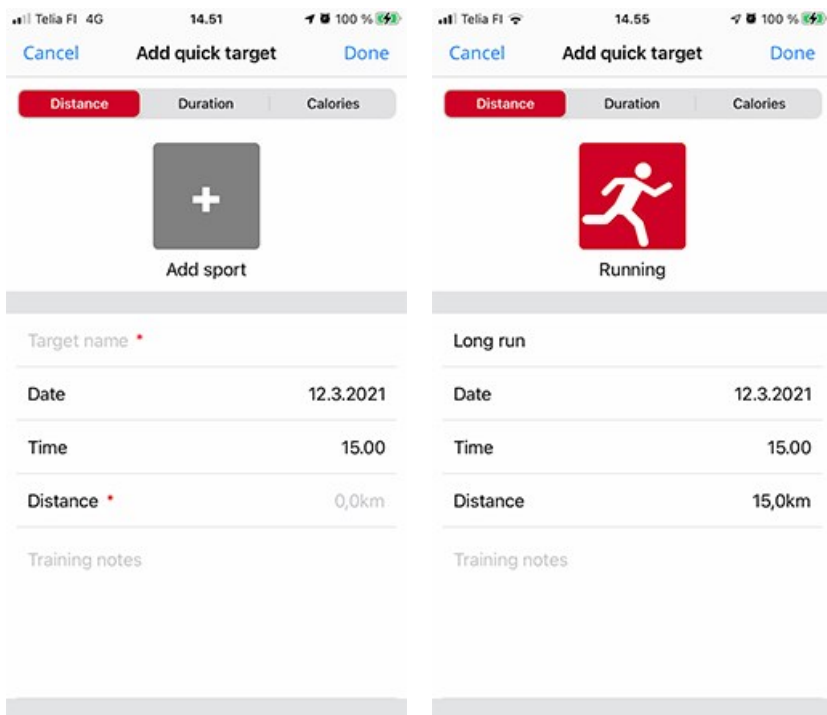 Telia FI 4G 14.51 100 %
Cancel Add quick target Done
Distance Duration Calories
+
Add sport
Target name *
Date 12.3.2021
Time 15.00
Distance * 0,0km
Training notes
Telia FI 14.55 100 %
Cancel Add quick target Done
Distance Duration Calories
Running
Long run
Date 12.3.2021
Time 15.00
Distance 15,0km
Training notes